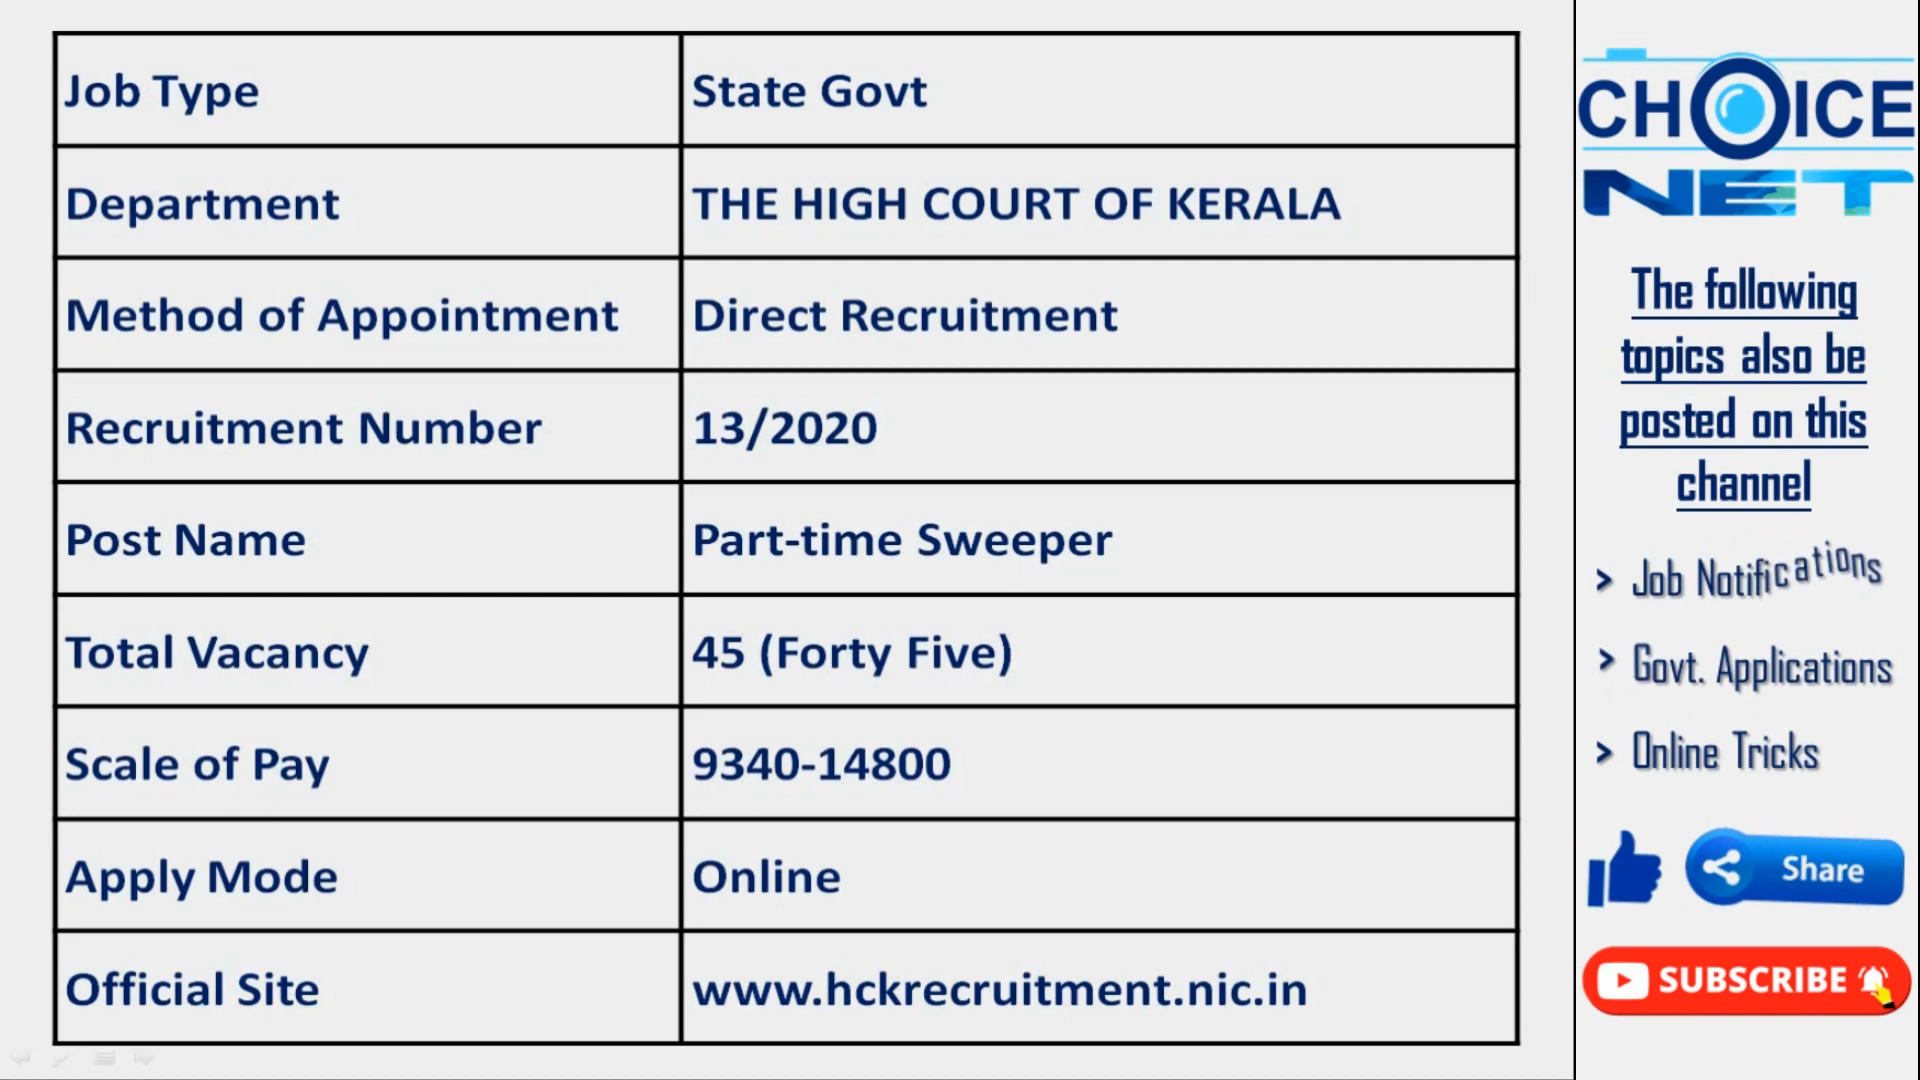 Job Type State Govt
Department THE HIGH COURT OF KERALA
Method of Appointment Direct Recruitment
Recruitment Number 13/2020
Post Name Part-time Sweeper
Total Vacancy 45 (Forty Five)
Scale of Pay 9340-14800
Apply Mode Online
Official Site www.hckrecruitment.nic.in
CHOICE
NET
The following
topics also be
posted on this
channel
> Job Notifications
> Govt. Applications
> Online Tricks
Share
SUBSCRIBE